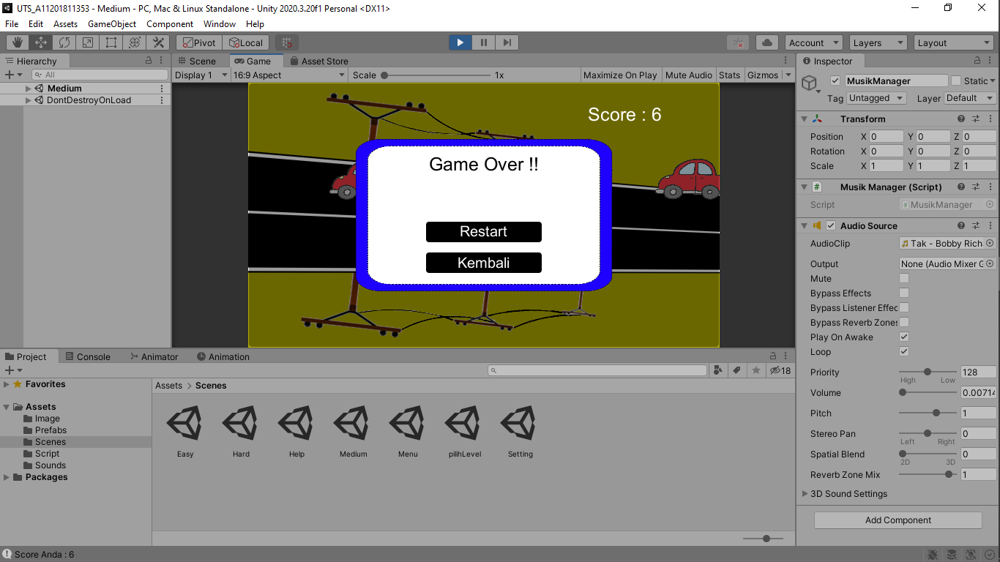 UTS_A11201811353 - Medium - PC, Mac & Linux Standalone - Unity 2020.3.20f1 Personal <DX11>
File Edit Assets GameObject Component Window Help
Pivot Local Account Layers Layout
Hierarchy
All
Medium
DontDestroyOnLoad
Scene Game Asset Store
Display 1 16:9 Aspect Scale 1x Maximize On Play Mute Audio Stats Gizmos
Score : 6
Game Over !!
Restart
Kembali
Inspector
MusikManager Static
Tag Untagged Layer Default
Transform
Position X 0 Y 0 Z 0
Rotation X 0 Y 0 Z 0
Scale X 1 Y 1 Z 1
# Musik Manager (Script)
Script # MusikManager
Audio Source
AudioClip Tak - Bobby Rich
Output None (Audio Mixer G
Mute
Bypass Effects
Bypass Listener Effec
Bypass Reverb Zones
Play On Awake
Loop
Priority 128
High Low
Volume 0.00714
Pitch 1
Stereo Pan 0
Left Right
Spatial Blend 0
2D 3D
Reverb Zone Mix 1
3D Sound Settings
Add Component
Project Console Animator Animation
18
Favorites
Assets
Image
Prefabs
Scenes
Script
Sounds
Packages
Assets > Scenes
Easy Hard Help Medium Menu pilihLevel Setting
Score Anda : 6